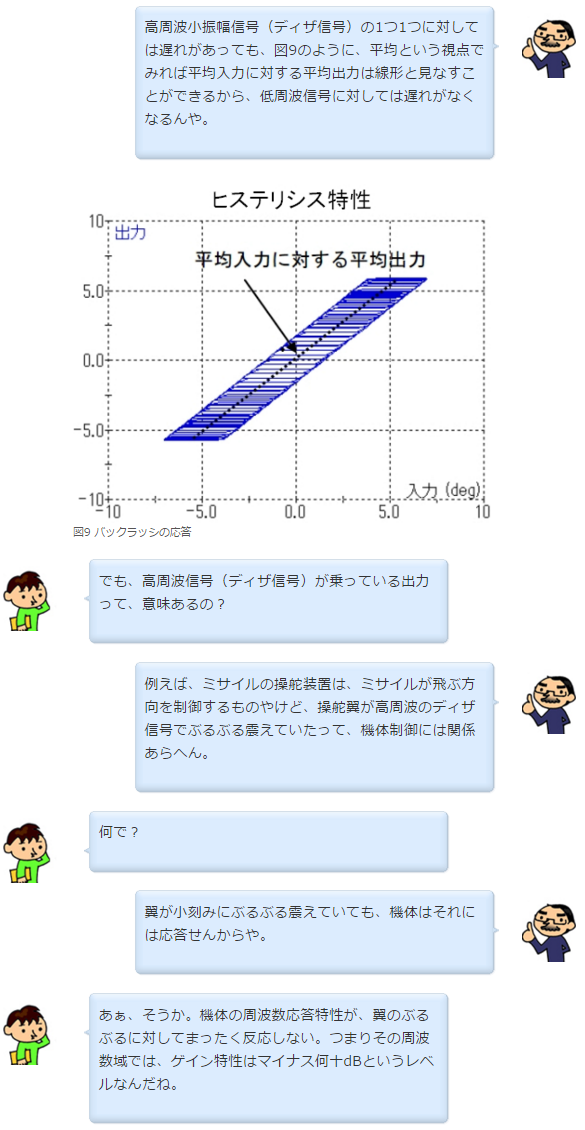 高周波小振幅信号（ディザ信号）の1つ1つに対して
は遅れがあっても、図9のように、平均という視点で
みれば平均入力に対する平均出力は線形と見なすこ
とができるから、低周波信号に対しては遅れがなく
なるんや。
ヒステリシス特性
10
出力
平均入力に対する平均出力
5.0
0.0
-5.0
入力 (deg)
-10
-10 -5.0 0.0 5.0 10
図9 バックラッシの応答
でも、高周波信号（ディザ信号）が乗っている出力
って、意味あるの？
例えば、ミサイルの操舵装置は、ミサイルが飛ぶ方
向を制御するものやけど、操舵翼が高周波のディザ
信号でぶるぶる震えていたって、機体制御には関係
あらへん。
何で？
翼が小刻みにぶるぶる震えていても、機体はそれに
は応答せんからや。
あぁ、そうか。機体の周波数応答特性が、翼のぶる
ぶるに対してまったく反応しない。つまりその周波
数域では、ゲイン特性はマイナス何十dBというレベ
ルなんだね。